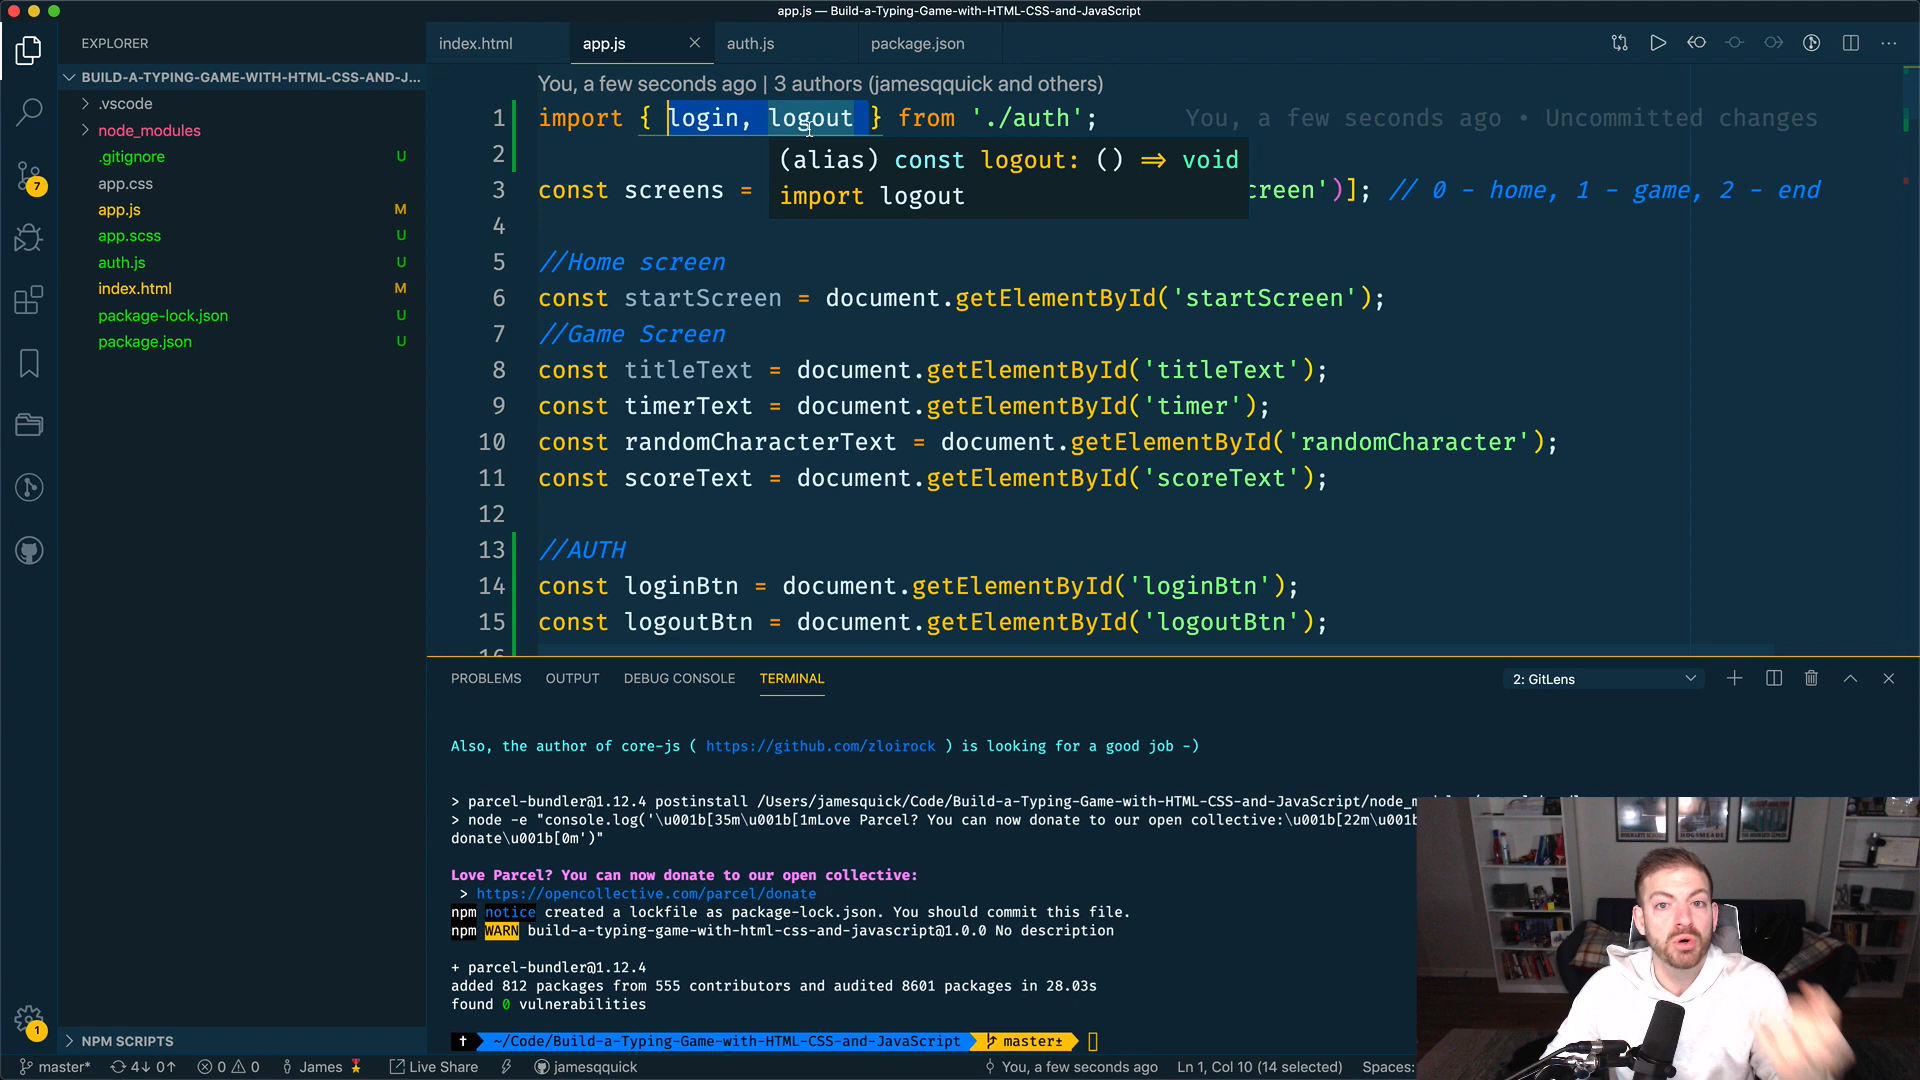 app.js — Build-a-Typing-Game-with-HTML-CSS-and-JavaScript
EXPLORER
index.html
app.js
auth.js
package.json
BUILD-A-TYPING-GAME-WITH-HTML-CSS-AND-J...
.vscode
node_modules
.gitignore U
app.css
app.js M
app.scss U
auth.js U
index.html M
package-lock.json U
package.json U
7
You, a few seconds ago | 3 authors (jamesqquick and others)
1 import { login, logout } from './auth'; You, a few seconds ago • Uncommitted changes
2
(alias) const logout: () => void
import logout
3 const screens = creen')]; // 0 - home, 1 - game, 2 - end
4
5 //Home screen
6 const startScreen = document.getElementById('startScreen');
7 //Game Screen
8 const titleText = document.getElementById('titleText');
9 const timerText = document.getElementById('timer');
10 const randomCharacterText = document.getElementById('randomCharacter');
11 const scoreText = document.getElementById('scoreText');
12
13 //AUTH
14 const loginBtn = document.getElementById('loginBtn');
15 const logoutBtn = document.getElementById('logoutBtn');
16
PROBLEMS OUTPUT DEBUG CONSOLE TERMINAL 2: GitLens
Also, the author of core-js ( https://github.com/zloirock ) is looking for a good job -)
> parcel-bundler@1.12.4 postinstall /Users/jamesquick/Code/Build-a-Typing-Game-with-HTML-CSS-and-JavaScript/node_m
> node -e "console.log('\u001b[35m\u001b[1mLove Parcel? You can now donate to our open collective:\u001b[22m\u001b
donate\u001b[0m')"
Love Parcel? You can now donate to our open collective:
> https://opencollective.com/parcel/donate
npm notice created a lockfile as package-lock.json. You should commit this file.
npm WARN build-a-typing-game-with-html-css-and-javascript@1.0.0 No description
+ parcel-bundler@1.12.4
added 812 packages from 555 contributors and audited 8601 packages in 28.03s
found 0 vulnerabilities
~/Code/Build-a-Typing-Game-with-HTML-CSS-and-JavaScript master±
1
NPM SCRIPTS
master* 4↓ 0↑ 0 0 James Live Share jamesqquick You, a few seconds ago Ln 1, Col 10 (14 selected) Spaces: